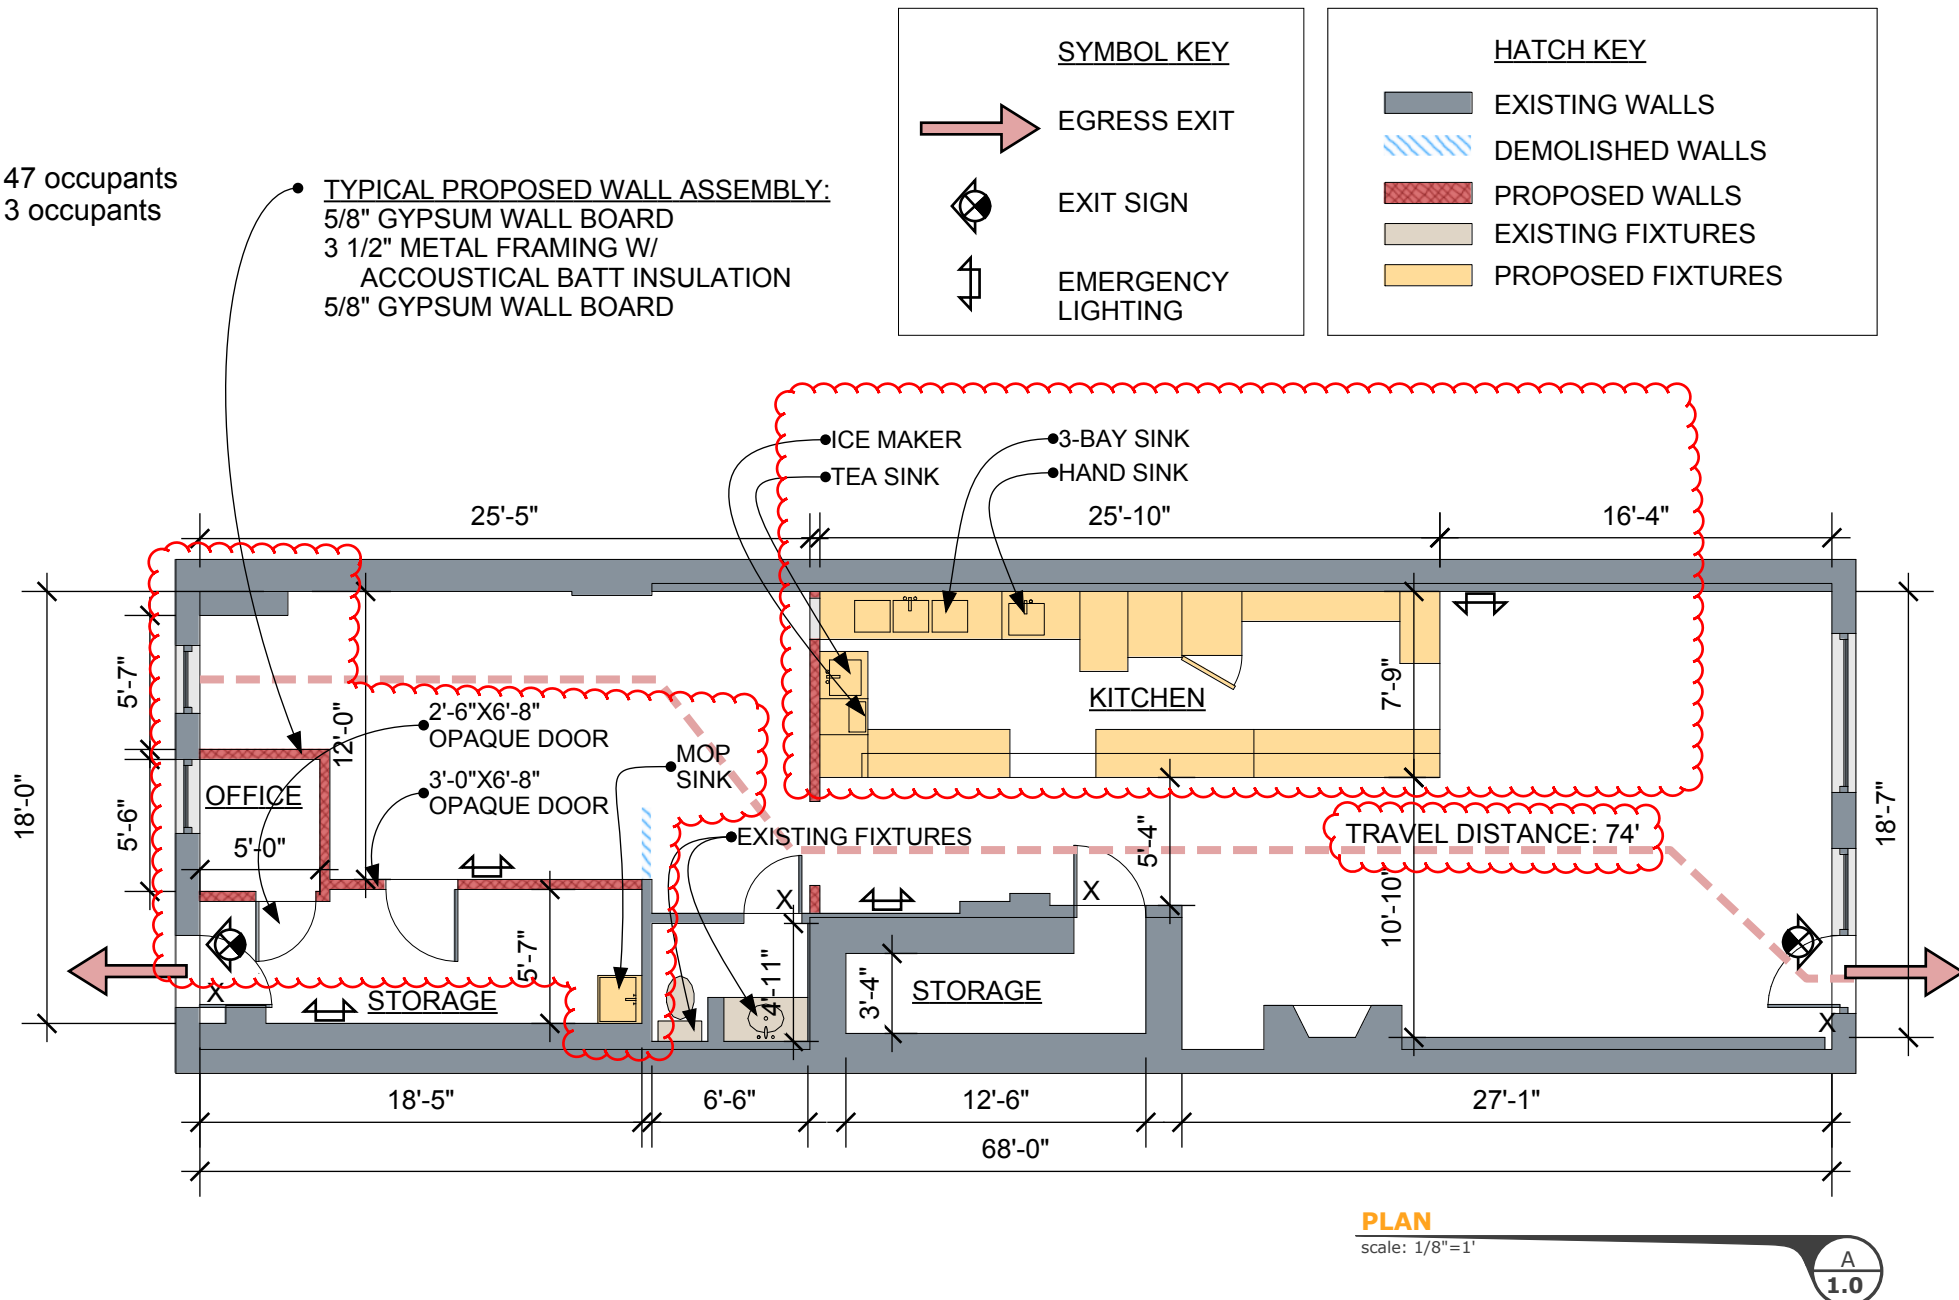 SYMBOL KEY
EGRESS EXIT
EXIT SIGN
EMERGENCY
LIGHTING
HATCH KEY
EXISTING WALLS
DEMOLISHED WALLS
PROPOSED WALLS
EXISTING FIXTURES
PROPOSED FIXTURES
47 occupants
3 occupants
TYPICAL PROPOSED WALL ASSEMBLY:
5/8" GYPSUM WALL BOARD
3 1/2" METAL FRAMING W/
ACCOUSTICAL BATT INSULATION
5/8" GYPSUM WALL BOARD
ICE MAKER
TEA SINK
3-BAY SINK
HAND SINK
25'-5"
25'-10"
16'-4"
18'-0"
5'-7"
5'-6"
12'-0"
2'-6"X6'-8"
OPAQUE DOOR
3'-0"X6'-8"
OPAQUE DOOR
MOP
SINK
OFFICE
5'-0"
KITCHEN
7'-9"
EXISTING FIXTURES
5'-4"
TRAVEL DISTANCE: 74'
18'-7"
10'-10"
X
X
5'-7"
4'-11"
3'-4"
X
STORAGE
STORAGE
X
18'-5"
6'-6"
12'-6"
27'-1"
68'-0"
PLAN
scale: 1/8"=1'
A
1.0